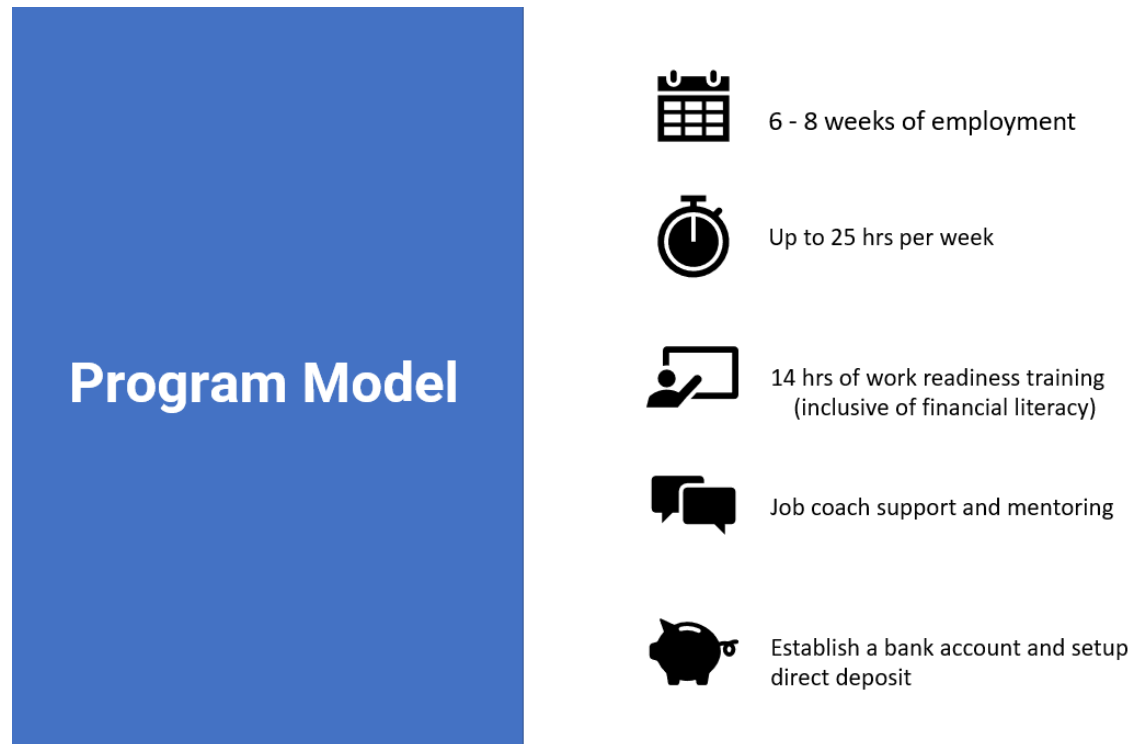 Program Model
6 - 8 weeks of employment
Up to 25 hrs per week
14 hrs of work readiness training
(inclusive of financial literacy)
Job coach support and mentoring
Establish a bank account and setup
direct deposit